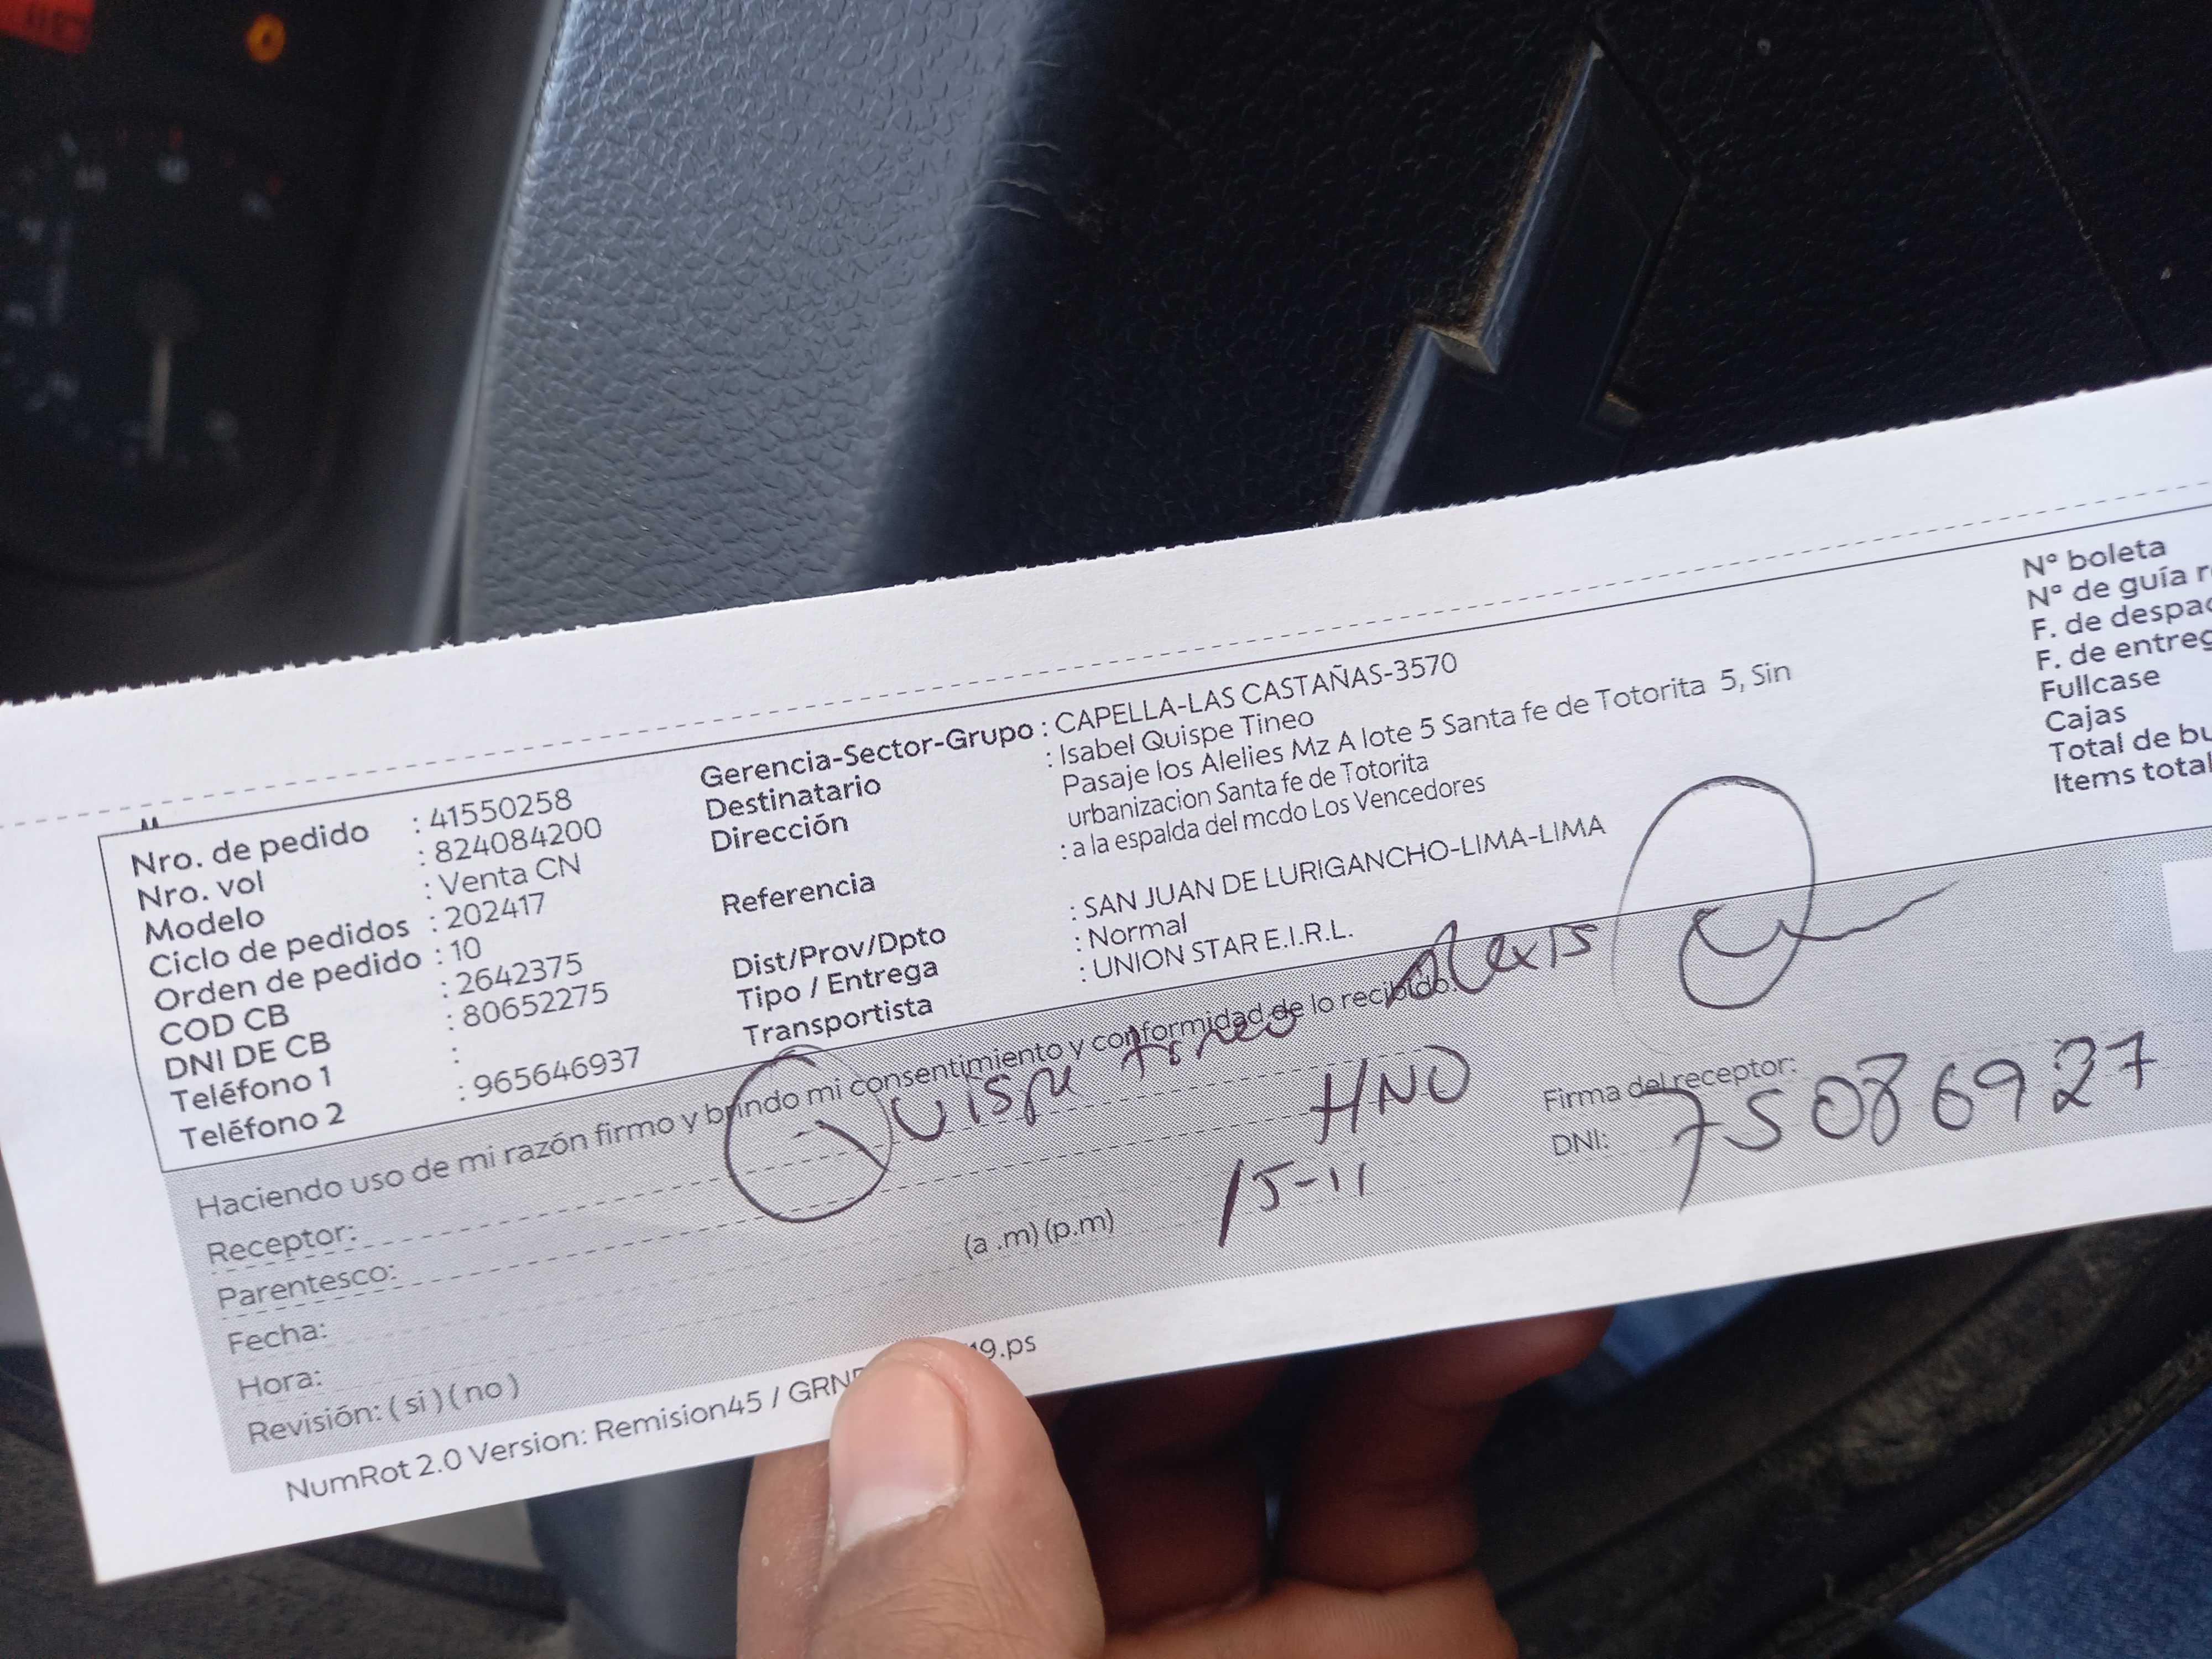 Nro. de pedido : 41550258
Nro. vol : 824084200
Modelo : Venta CN
Ciclo de pedidos : 202417
Orden de pedido : 10
COD CB : 2642375
DNI DE CB : 80652275
Teléfono 1 :
Teléfono 2 : 965646937
Gerencia-Sector-Grupo : CAPELLA-LAS CASTAÑAS-3570
Destinatario : Isabel Quispe Tineo
Dirección Pasaje los Alelies Mz A lote 5 Santa fe de Totorita 5, Sin
urbanizacion Santa fe de Totorita
Referencia : a la espalda del mcdo Los Vencedores
Dist/Prov/Dpto : SAN JUAN DE LURIGANCHO-LIMA-LIMA
Tipo / Entrega : Normal
Transportista : UNION STAR E.I.R.L.
N° boleta
N° de guía r
F. de despac
F. de entreg
Fullcase
Cajas
Total de bu
Items total
Haciendo uso de mi razón firmo y brindo mi consentimiento y conformidad de lo recibido.
Receptor: Quispe Tineo Alexis
Parentesco: HNO
Fecha: 15-11
Hora: (a .m) (p.m)
Revisión: ( si ) ( no )
Firma del receptor:
DNI: 75086927
NumRot 2.0 Version: Remision45 / GRN 19.ps